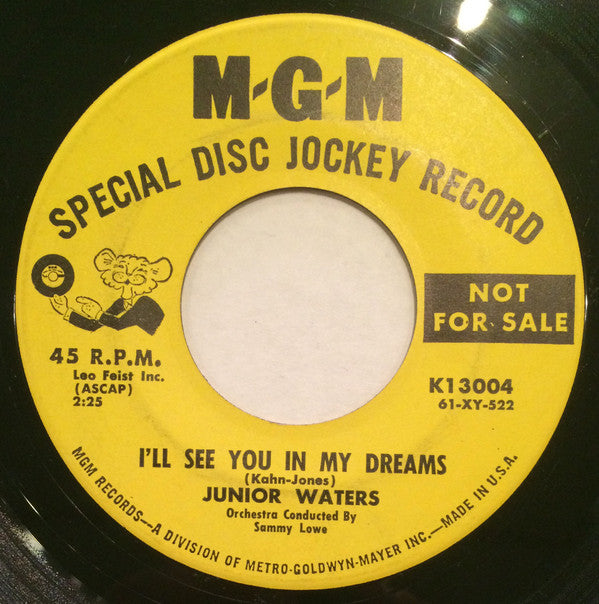 M-G-M
SPECIAL DISC JOCKEY RECORD
NOT
FOR SALE
45 R.P.M.
Leo Feist Inc.
(ASCAP)
2:25
K13004
61-XY-522
I'LL SEE YOU IN MY DREAMS
(Kahn-Jones)
JUNIOR WATERS
Orchestra Conducted By
Sammy Lowe
MGM RECORDS—A DIVISION OF METRO-GOLDWYN-MAYER INC.—MADE IN U.S.A.